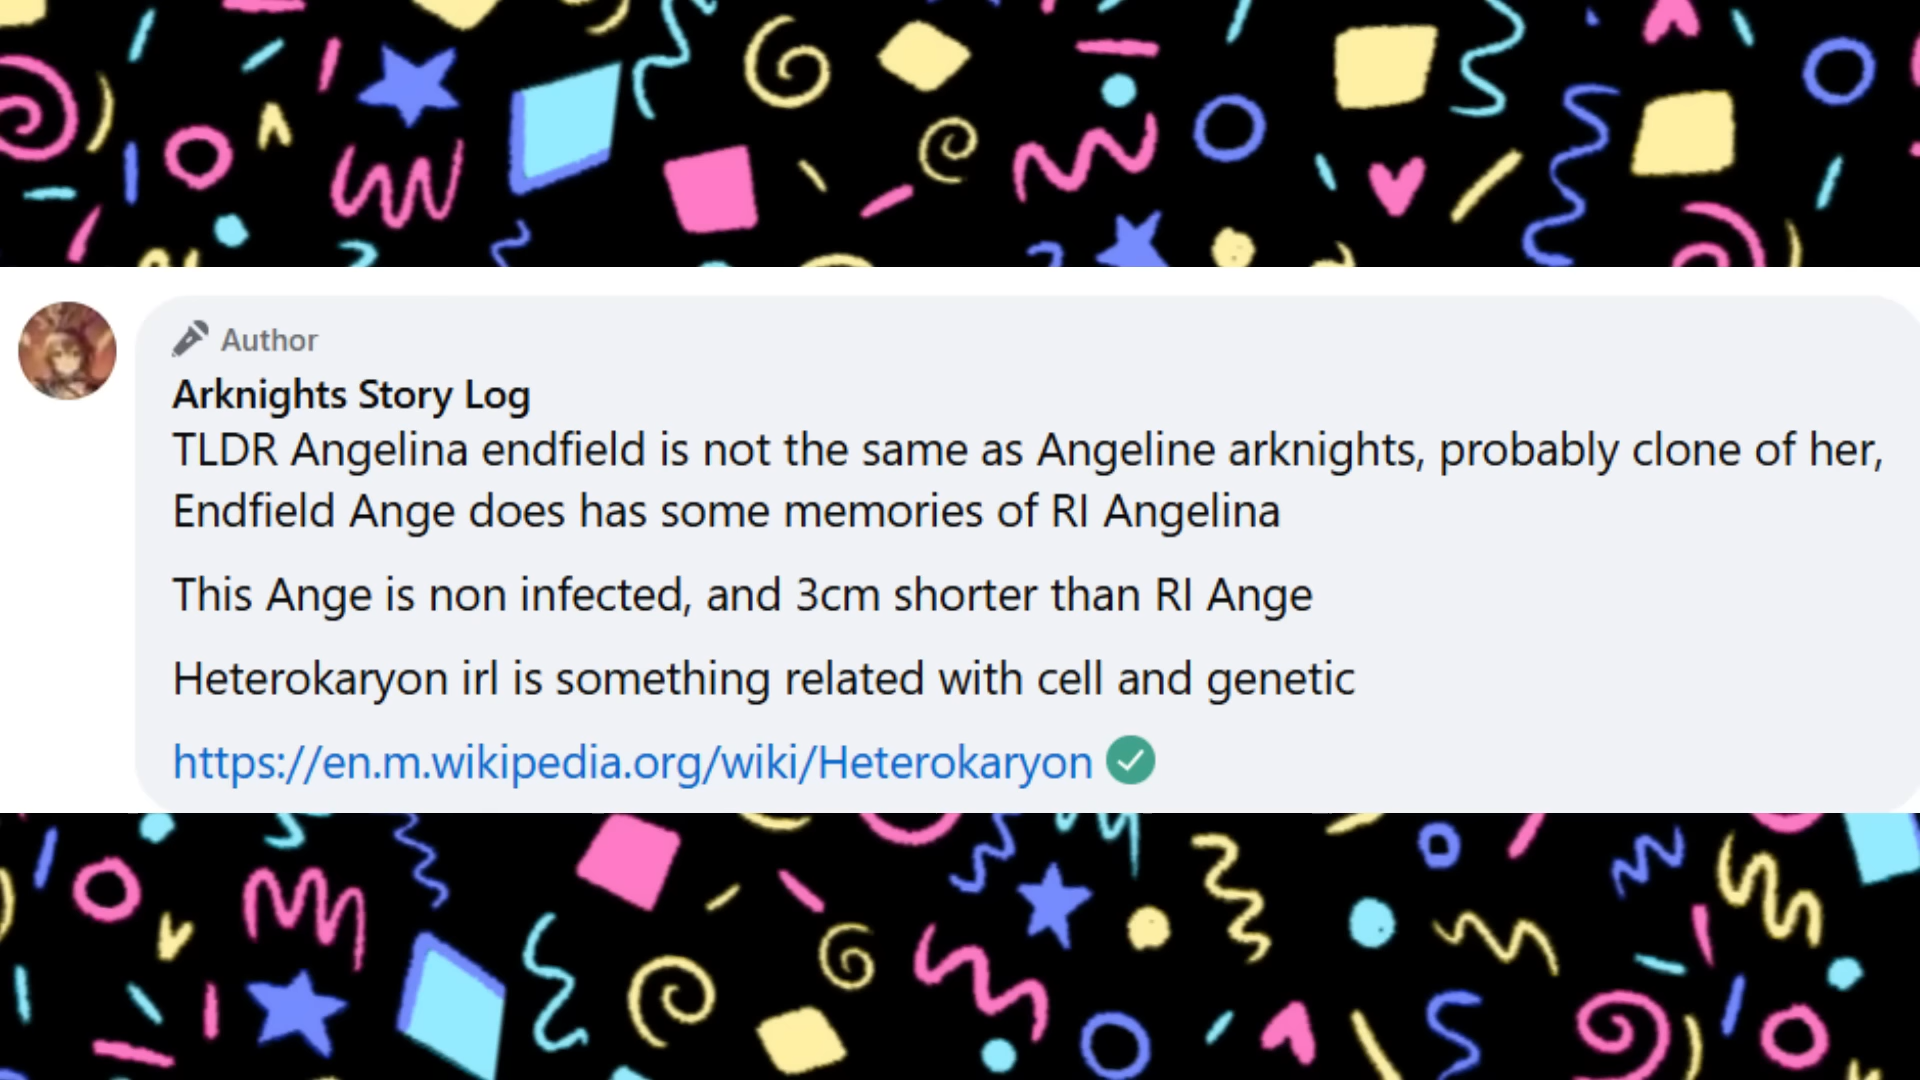 Author
Arknights Story Log
TLDR Angelina endfield is not the same as Angeline arknights, probably clone of her,
Endfield Ange does has some memories of RI Angelina
This Ange is non infected, and 3cm shorter than RI Ange
Heterokaryon irl is something related with cell and genetic
https://en.m.wikipedia.org/wiki/Heterokaryon